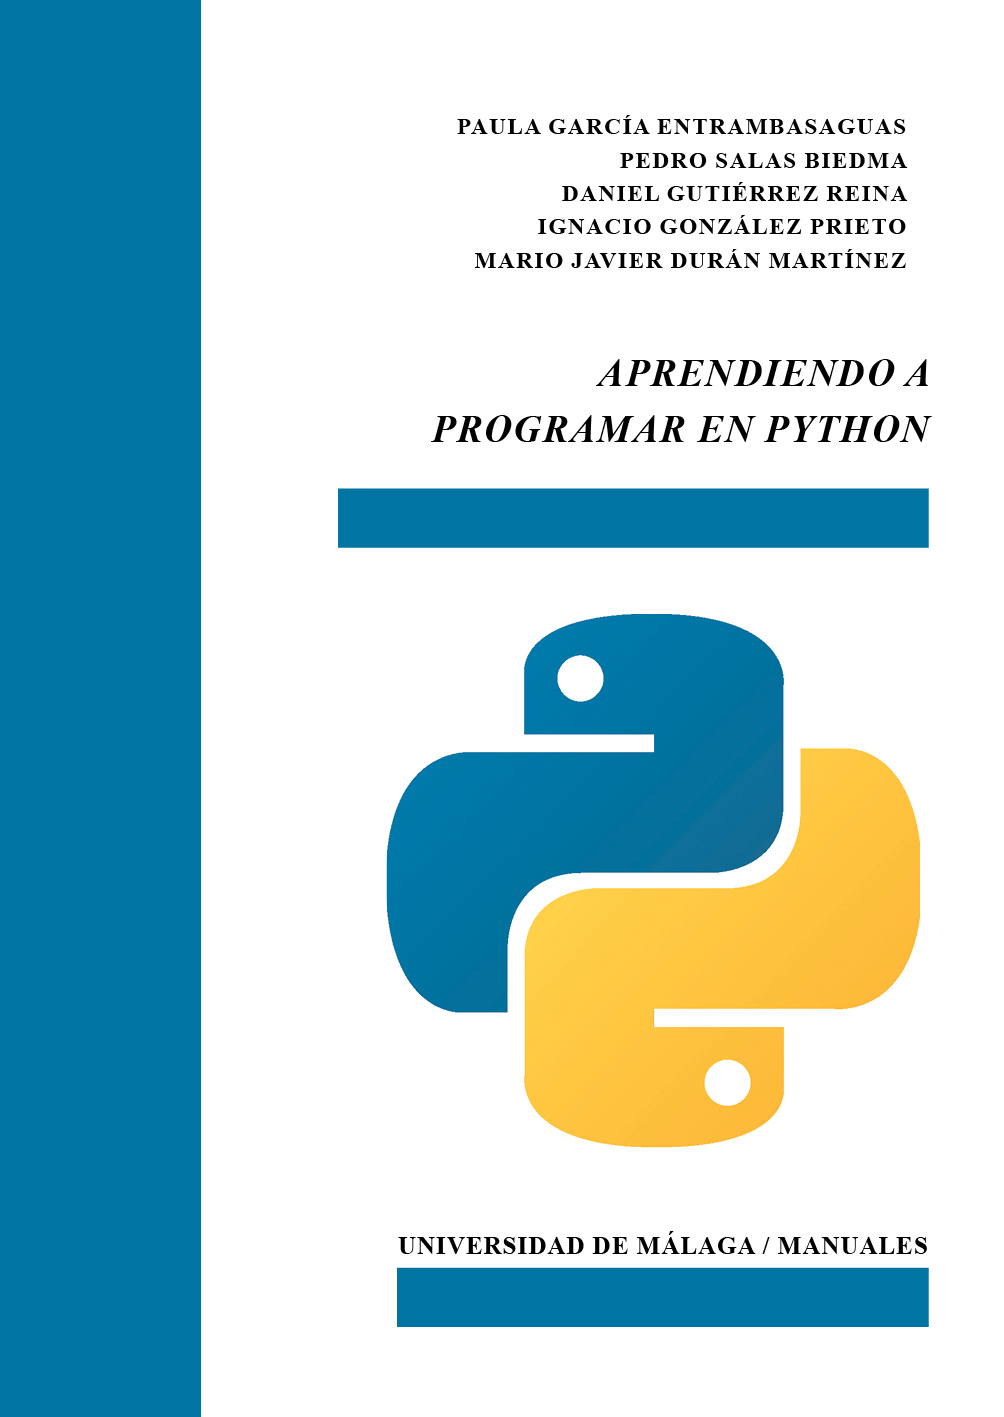 PAULA GARCÍA ENTRAMBASAGUAS
PEDRO SALAS BIEDMA
DANIEL GUTIÉRREZ REINA
IGNACIO GONZÁLEZ PRIETO
MARIO JAVIER DURÁN MARTÍNEZ
APRENDIENDO A
PROGRAMAR EN PYTHON
UNIVERSIDAD DE MÁLAGA / MANUALES